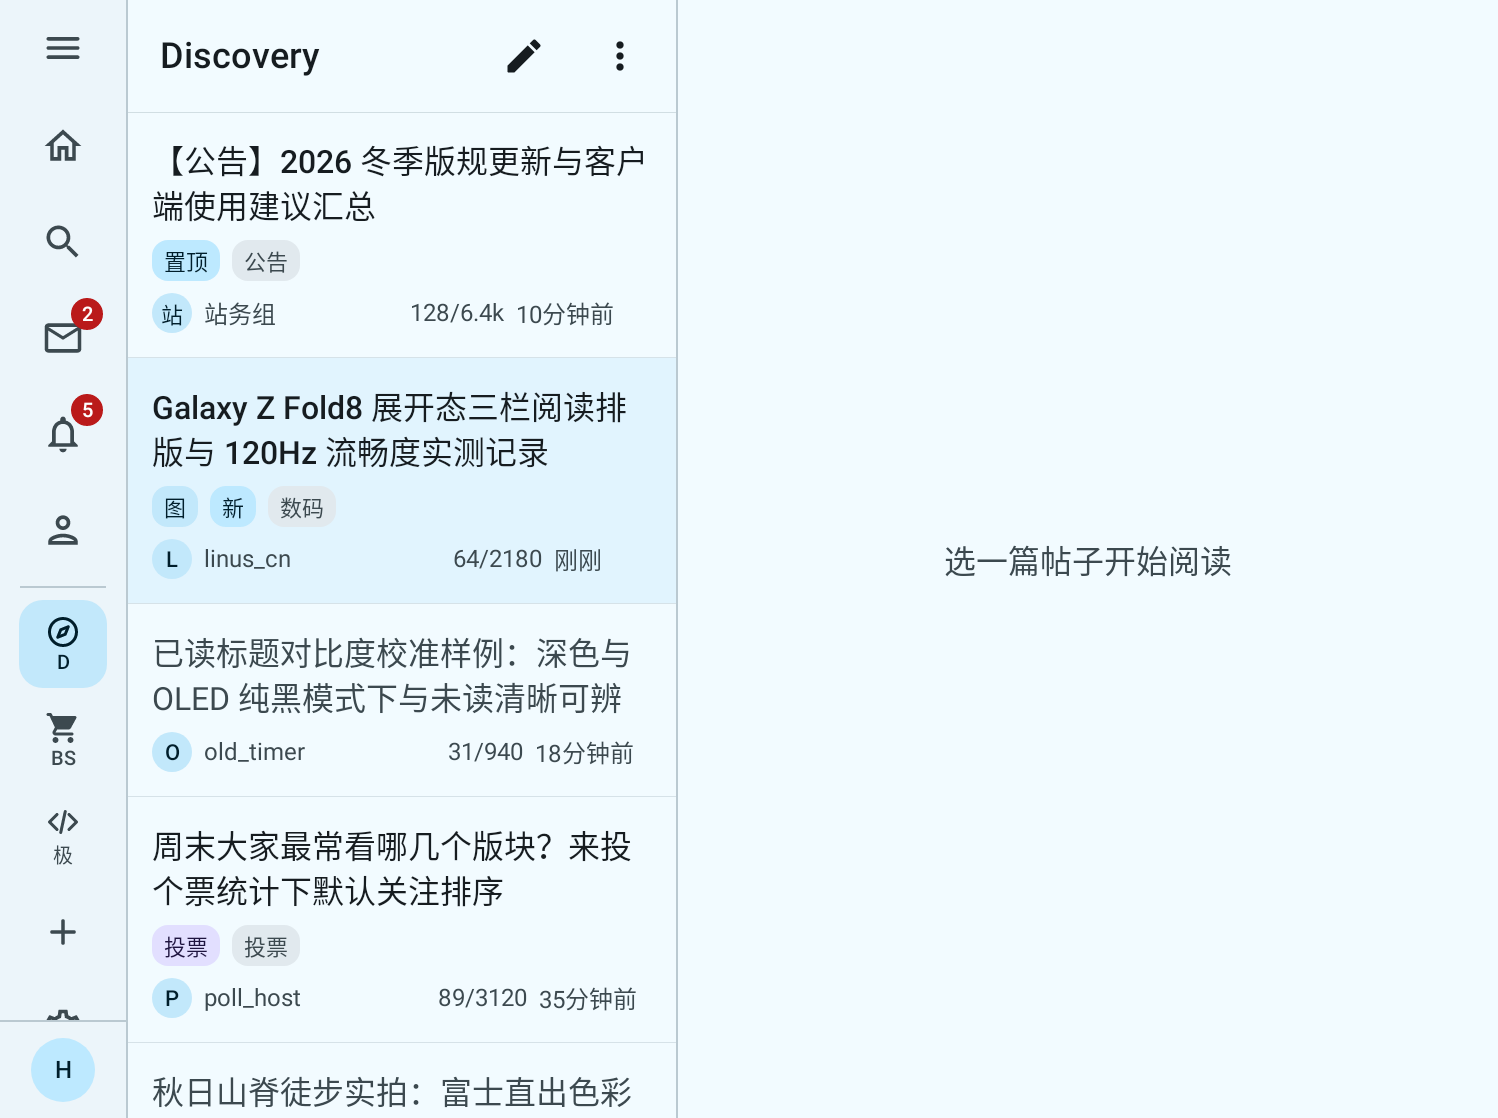 Discovery
2
5
D
BS
极
H
【公告】2026 冬季版规更新与客户
端使用建议汇总
置顶 公告
站 站务组 128/6.4k 10分钟前
Galaxy Z Fold8 展开态三栏阅读排
版与 120Hz 流畅度实测记录
图 新 数码
L linus_cn 64/2180 刚刚
已读标题对比度校准样例：深色与
OLED 纯黑模式下与未读清晰可辨
O old_timer 31/940 18分钟前
周末大家最常看哪几个版块？来投
个票统计下默认关注排序
投票 投票
P poll_host 89/3120 35分钟前
秋日山脊徒步实拍：富士直出色彩
选一篇帖子开始阅读